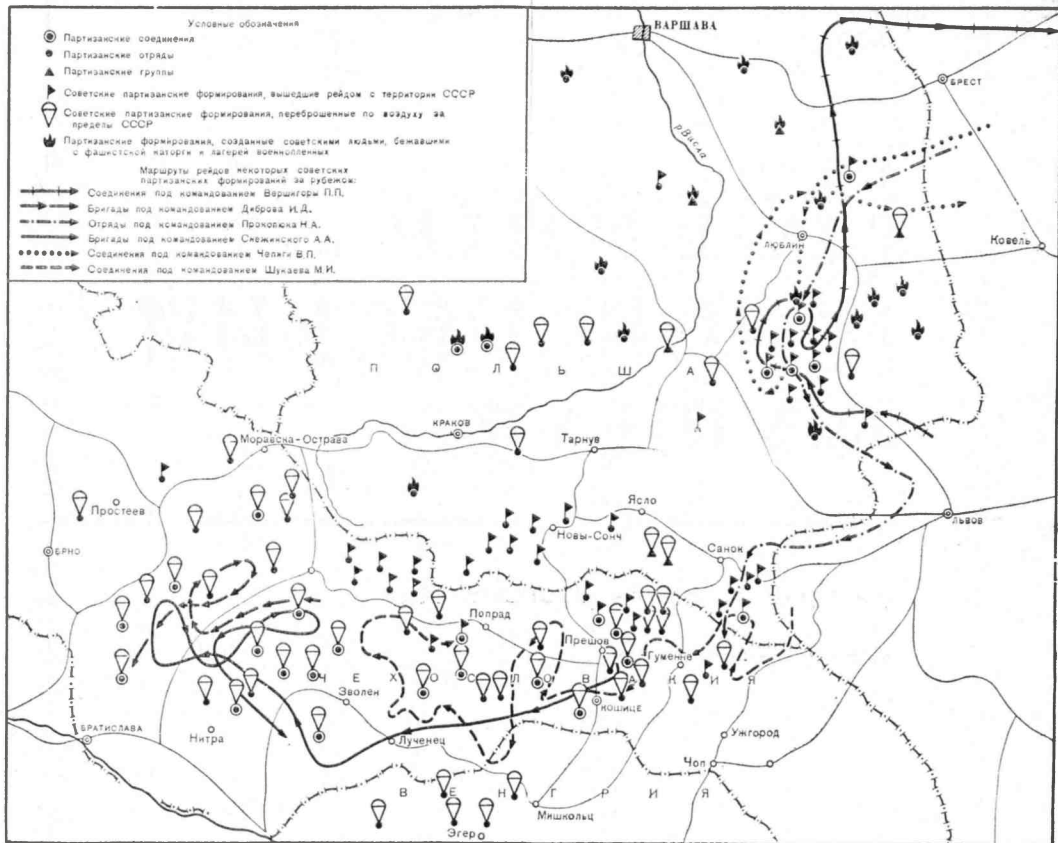 Условные обозначения
Партизанские соединения
Партизанские отряды
Партизанские группы
Советские партизанские формирования, вышедшие рейдом с территории СССР
Советские партизанские формирования, переброшенные по воздуху за
пределы СССР
Партизанские формирования, созданные советскими людьми, бежавшими
с фашистской каторги и лагерей военнопленных
Маршруты рейдов некоторых советских
партизанских формирований за рубежом:
Соединения под командованием Вершигоры П.П.
Бригады под командованием Диброва И.Д.
Отряды под командованием Прокопюка Н.А.
Бригады под командованием Снежинского А.А.
Соединения под командованием Чепиги В.П.
Соединения под командованием Шукаева М.И.
ВАРШАВА
БРЕСТ
р.Висла
ЛЮБЛИН
Ковель
ПОЛЬША
КРАКОВ
Моравска-Острава
Тарнув
Простеев
Ясло
Новы-Сонч
ЛЬВОВ
БРНО
Санок
Попрад
Прешов
Гуменне
ЧЕХОСЛОВАКИЯ
Зволен
КОШИЦЕ
БРАТИСЛАВА
Нитра
Лученец
Ужгород
Чоп
ВЕНГРИЯ
Мишкольц
Эгер